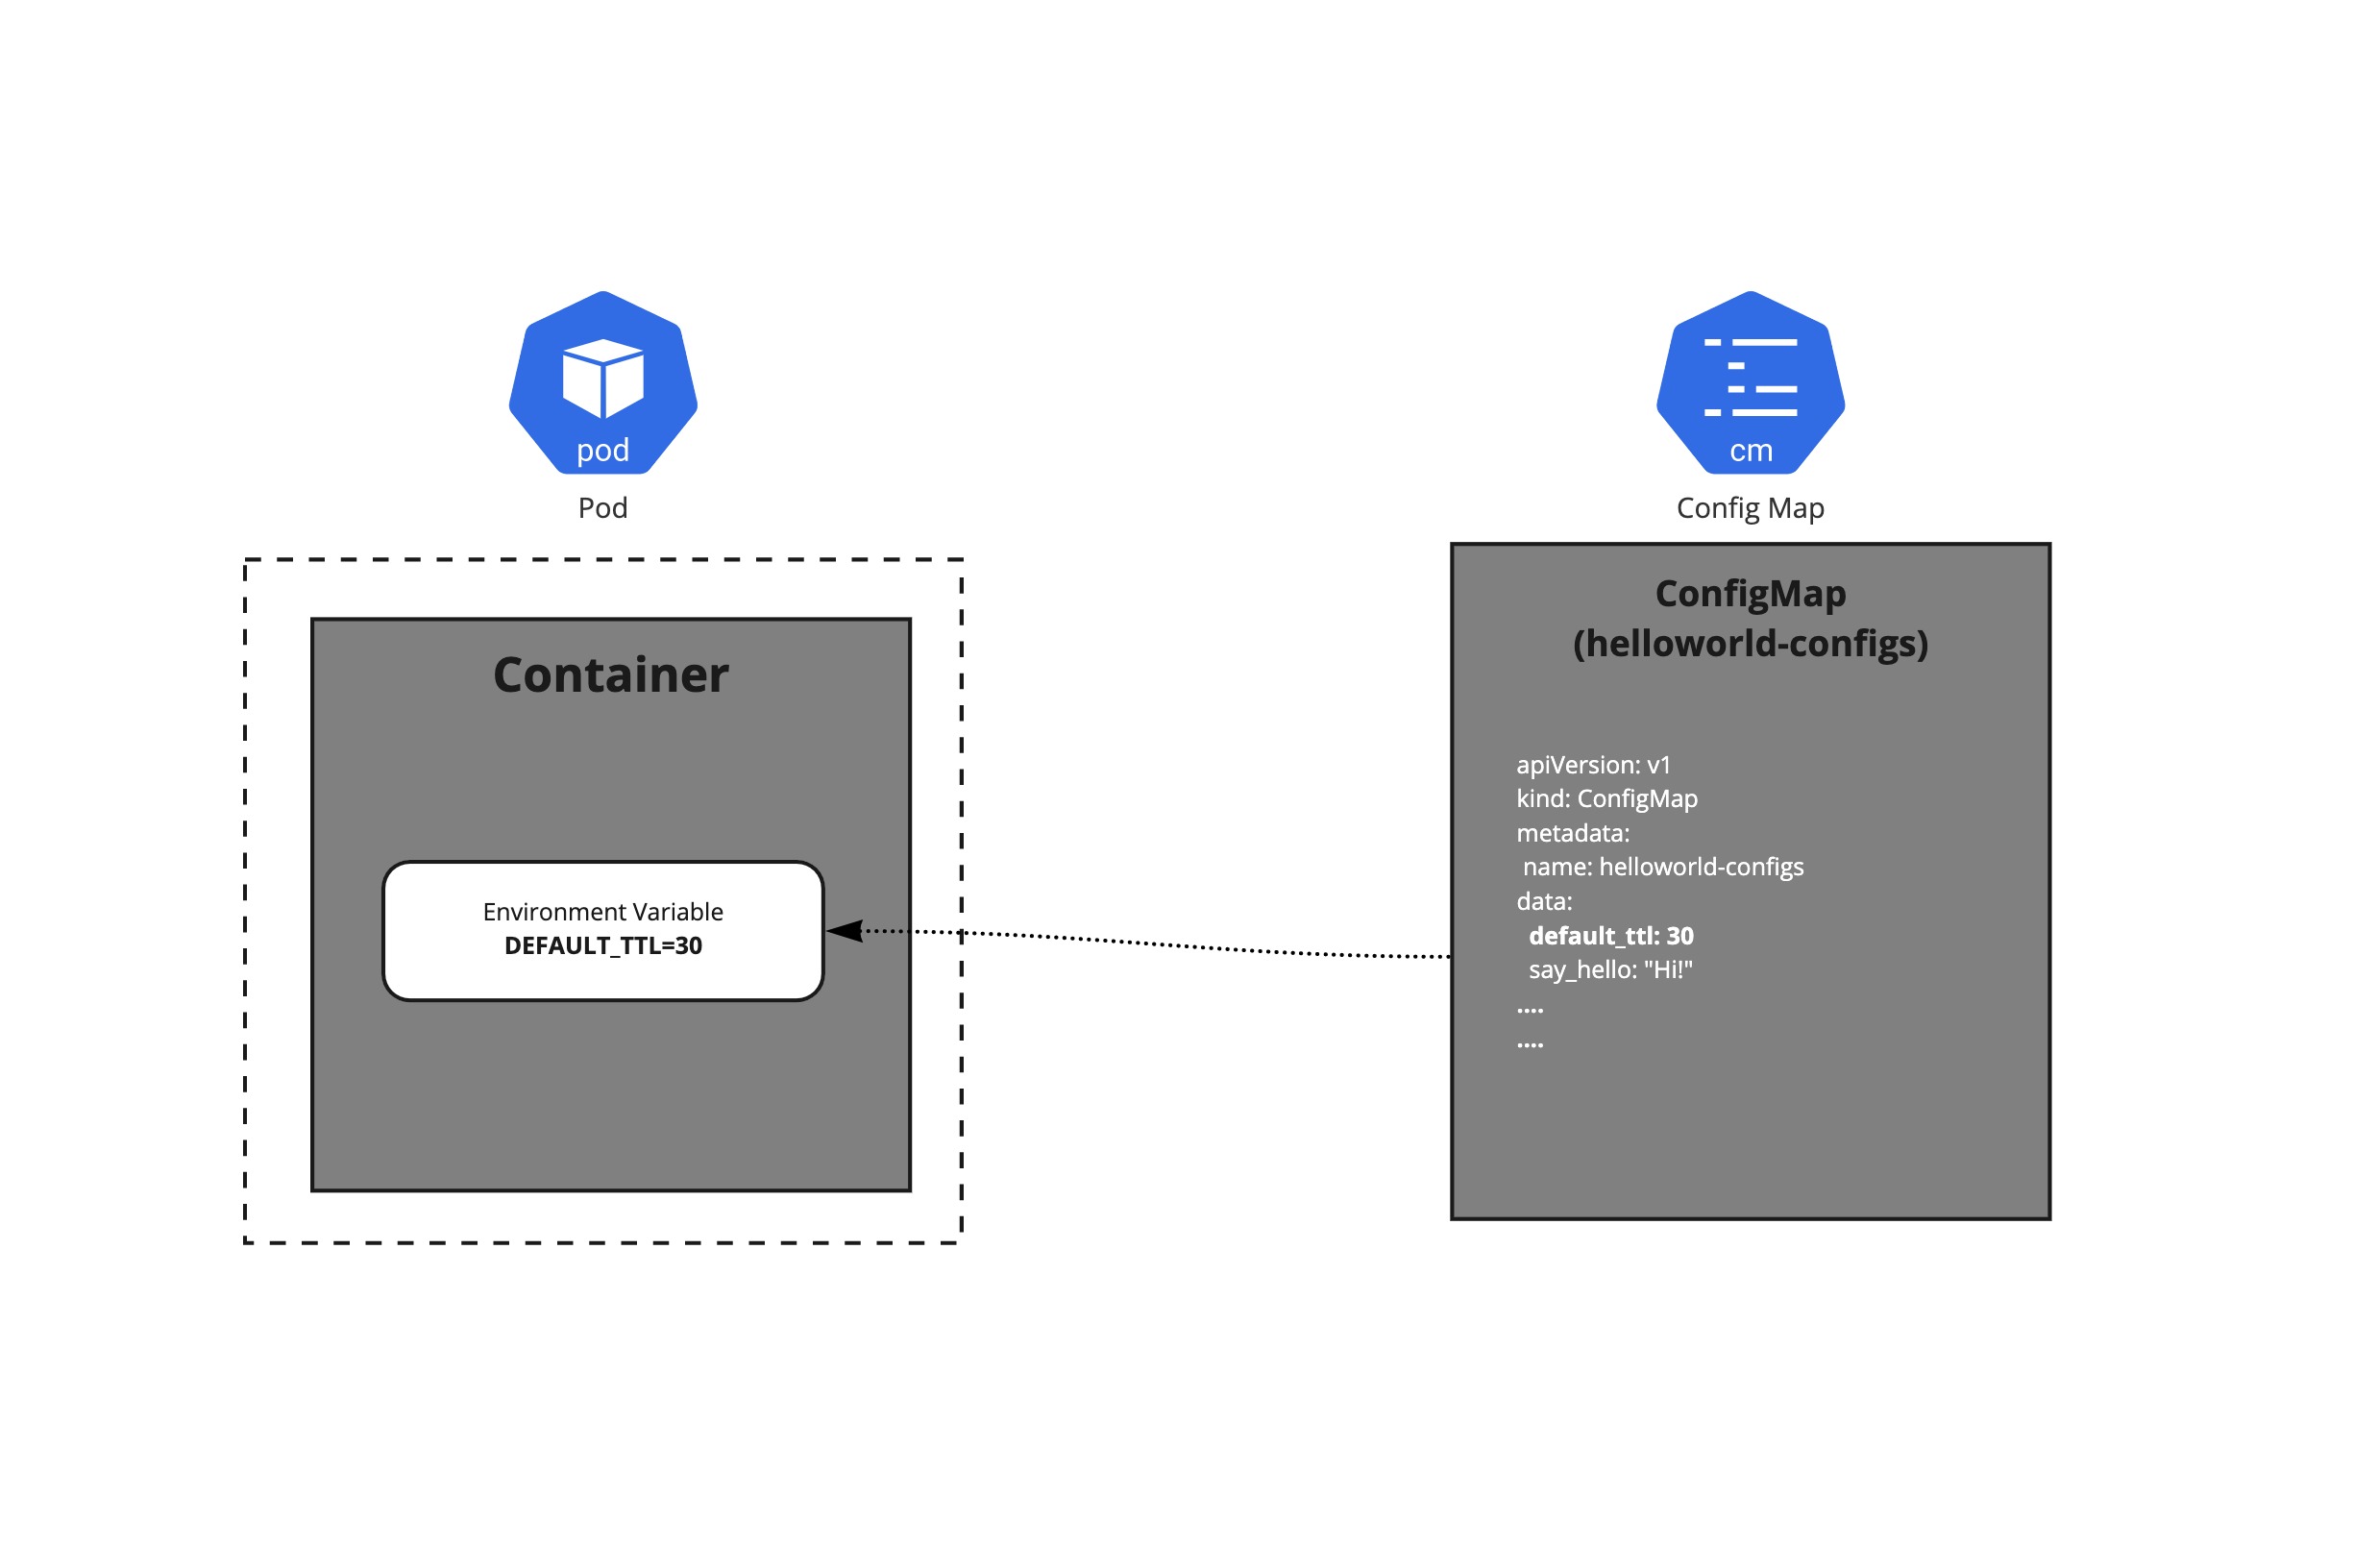 pod
Pod
Container
Environment Variable
DEFAULT_TTL=30
cm
Config Map
ConfigMap
(helloworld-configs)
apiVersion: v1
kind: ConfigMap
metadata:
 name: helloworld-configs
data:
  default_ttl: 30
  say_hello: "Hi!"
....
....